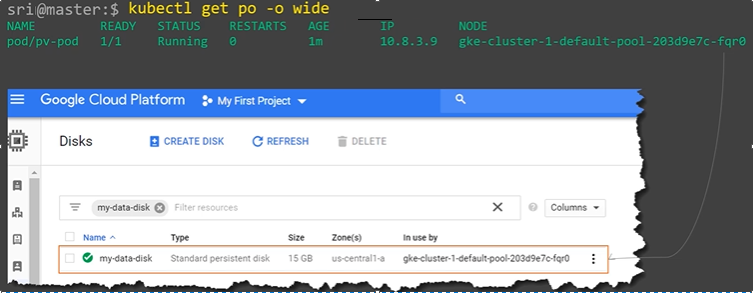 sri@master:$ kubectl get po -o wide
NAME READY STATUS RESTARTS AGE IP NODE
pod/pv-pod 1/1 Running 0 1m 10.8.3.9 gke-cluster-1-default-pool-203d9e7c-fqr0
Google Cloud Platform My First Project
Disks CREATE DISK REFRESH DELETE
my-data-disk Filter resources Columns
Name Type Size Zone(s) In use by
my-data-disk Standard persistent disk 15 GB us-central1-a gke-cluster-1-default-pool-203d9e7c-fqr0